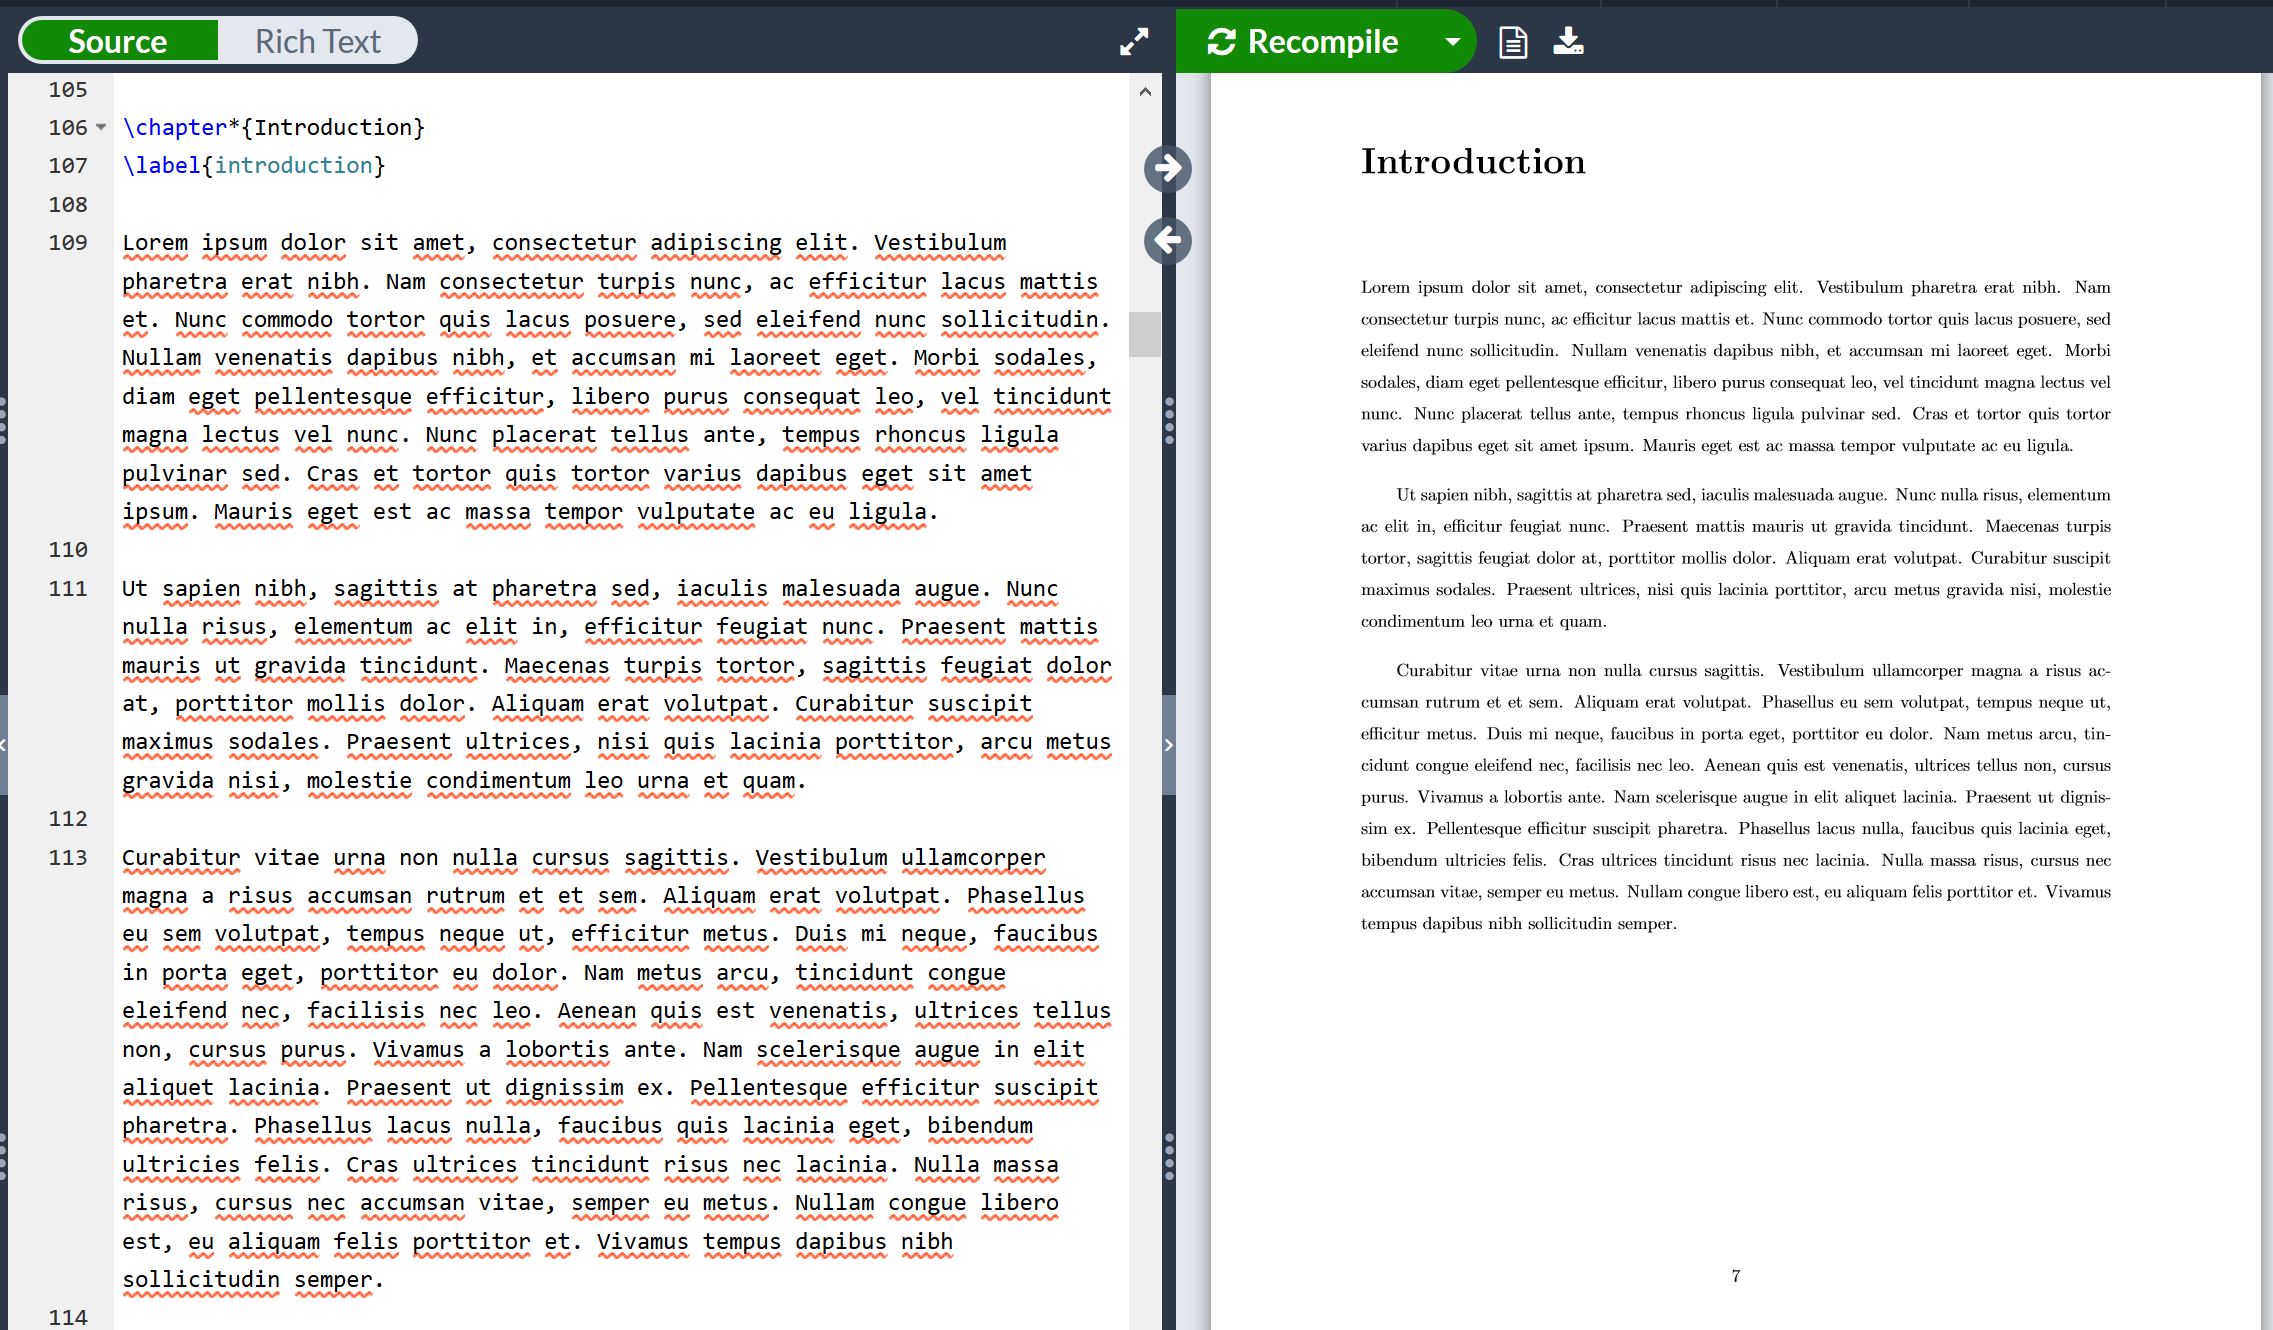 Source
Rich Text
Recompile
105
106
\chapter*{Introduction}
107
\label{introduction}
108
109
Lorem ipsum dolor sit amet, consectetur adipiscing elit. Vestibulum
pharetra erat nibh. Nam consectetur turpis nunc, ac efficitur lacus mattis
et. Nunc commodo tortor quis lacus posuere, sed eleifend nunc sollicitudin.
Nullam venenatis dapibus nibh, et accumsan mi laoreet eget. Morbi sodales,
diam eget pellentesque efficitur, libero purus consequat leo, vel tincidunt
magna lectus vel nunc. Nunc placerat tellus ante, tempus rhoncus ligula
pulvinar sed. Cras et tortor quis tortor varius dapibus eget sit amet
ipsum. Mauris eget est ac massa tempor vulputate ac eu ligula.
110
111
Ut sapien nibh, sagittis at pharetra sed, iaculis malesuada augue. Nunc
nulla risus, elementum ac elit in, efficitur feugiat nunc. Praesent mattis
mauris ut gravida tincidunt. Maecenas turpis tortor, sagittis feugiat dolor
at, porttitor mollis dolor. Aliquam erat volutpat. Curabitur suscipit
maximus sodales. Praesent ultrices, nisi quis lacinia porttitor, arcu metus
gravida nisi, molestie condimentum leo urna et quam.
112
113
Curabitur vitae urna non nulla cursus sagittis. Vestibulum ullamcorper
magna a risus accumsan rutrum et et sem. Aliquam erat volutpat. Phasellus
eu sem volutpat, tempus neque ut, efficitur metus. Duis mi neque, faucibus
in porta eget, porttitor eu dolor. Nam metus arcu, tincidunt congue
eleifend nec, facilisis nec leo. Aenean quis est venenatis, ultrices tellus
non, cursus purus. Vivamus a lobortis ante. Nam scelerisque augue in elit
aliquet lacinia. Praesent ut dignissim ex. Pellentesque efficitur suscipit
pharetra. Phasellus lacus nulla, faucibus quis lacinia eget, bibendum
ultricies felis. Cras ultrices tincidunt risus nec lacinia. Nulla massa
risus, cursus nec accumsan vitae, semper eu metus. Nullam congue libero
est, eu aliquam felis porttitor et. Vivamus tempus dapibus nibh
sollicitudin semper.
114
Introduction
Lorem ipsum dolor sit amet, consectetur adipiscing elit. Vestibulum pharetra erat nibh. Nam
consectetur turpis nunc, ac efficitur lacus mattis et. Nunc commodo tortor quis lacus posuere, sed
eleifend nunc sollicitudin. Nullam venenatis dapibus nibh, et accumsan mi laoreet eget. Morbi
sodales, diam eget pellentesque efficitur, libero purus consequat leo, vel tincidunt magna lectus vel
nunc. Nunc placerat tellus ante, tempus rhoncus ligula pulvinar sed. Cras et tortor quis tortor
varius dapibus eget sit amet ipsum. Mauris eget est ac massa tempor vulputate ac eu ligula.
Ut sapien nibh, sagittis at pharetra sed, iaculis malesuada augue. Nunc nulla risus, elementum
ac elit in, efficitur feugiat nunc. Praesent mattis mauris ut gravida tincidunt. Maecenas turpis
tortor, sagittis feugiat dolor at, porttitor mollis dolor. Aliquam erat volutpat. Curabitur suscipit
maximus sodales. Praesent ultrices, nisi quis lacinia porttitor, arcu metus gravida nisi, molestie
condimentum leo urna et quam.
Curabitur vitae urna non nulla cursus sagittis. Vestibulum ullamcorper magna a risus ac-
cumsan rutrum et et sem. Aliquam erat volutpat. Phasellus eu sem volutpat, tempus neque ut,
efficitur metus. Duis mi neque, faucibus in porta eget, porttitor eu dolor. Nam metus arcu, tin-
cidunt congue eleifend nec, facilisis nec leo. Aenean quis est venenatis, ultrices tellus non, cursus
purus. Vivamus a lobortis ante. Nam scelerisque augue in elit aliquet lacinia. Praesent ut dignis-
sim ex. Pellentesque efficitur suscipit pharetra. Phasellus lacus nulla, faucibus quis lacinia eget,
bibendum ultricies felis. Cras ultrices tincidunt risus nec lacinia. Nulla massa risus, cursus nec
accumsan vitae, semper eu metus. Nullam congue libero est, eu aliquam felis porttitor et. Vivamus
tempus dapibus nibh sollicitudin semper.
7